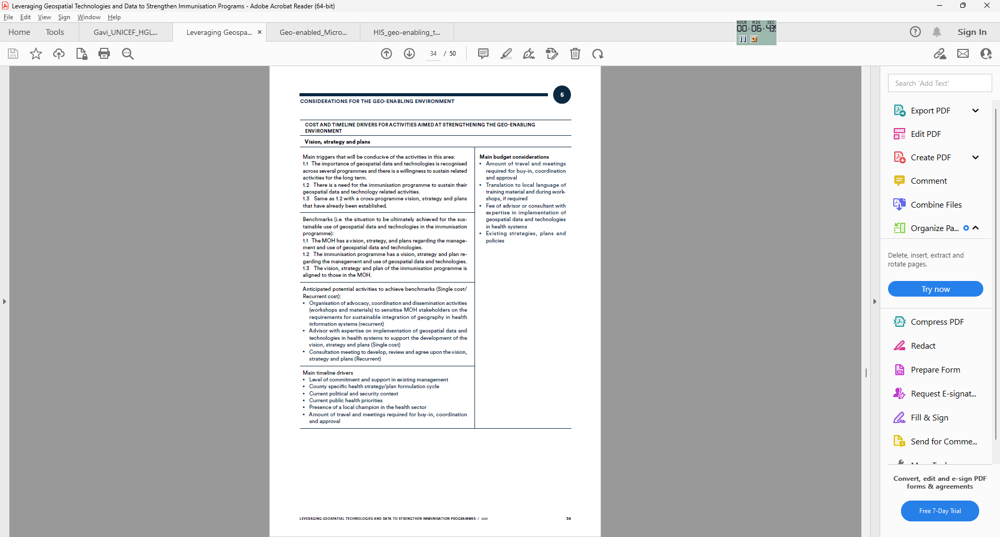 Leveraging Geospatial Technologies and Data to Strengthen Immunisation Programs - Adobe Acrobat Reader (64-bit)
File Edit View Sign Window Help
Home Tools Gavi_UNICEF_HGL... Leveraging Geospa... × Geo-enabled_Micro... HIS_geo-enabling_t...
HOUR MIN SEC
00:06:43
Sign In
34 / 50
5
CONSIDERATIONS FOR THE GEO-ENABLING ENVIRONMENT
COST AND TIMELINE DRIVERS FOR ACTIVITIES AIMED AT STRENGTHENING THE GEO-ENABLING
ENVIRONMENT
Vision, strategy and plans
Main triggers that will be conducive of the activities in this area:
1.1 The importance of geospatial data and technologies is recognised
across several programmes and there is a willingness to sustain related
activities for the long term.
1.2 There is a need for the immunisation programme to sustain their
geospatial data and technology related activities.
1.3 Same as 1.2 with a cross-programme vision, strategy and plans
that have already been established.
Benchmarks (i.e. the situation to be ultimately achieved for the sus-
tainable use of geospatial data and technologies in the immunisation
programme):
1.1 The MOH has a vision, strategy, and plans regarding the manage-
ment and use of geospatial data and technologies.
1.2 The immunisation programme has a vision, strategy and plan re-
garding the management and use of geospatial data and technologies.
1.3 The vision, strategy and plan of the immunisation programme is
aligned to those in the MOH.
Anticipated potential activities to achieve benchmarks (Single cost/
Recurrent cost):
• Organisation of advocacy, coordination and dissemination activities
(workshops and materials) to sensitise MOH stakeholders on the
requirements for sustainable integration of geography in health
information systems (recurrent)
• Advisor with expertise on implementation of geospatial data and
technologies in health systems to support the development of the
vision, strategy and plans (Single cost)
• Consultation meeting to develop, review and agree upon the vision,
strategy and plans (Recurrent)
Main timeline drivers
• Level of commitment and support in existing management
• County specific health strategy/plan formulation cycle
• Current political and security context
• Current public health priorities
• Presence of a local champion in the health sector
• Amount of travel and meetings required for buy-in, coordination
and approval
Main budget considerations
• Amount of travel and meetings
required for buy-in, coordination
and approval
• Translation to local language of
training material and during work-
shops, if required
• Fee of advisor or consultant with
expertise in implementation of
geospatial data and technologies
in health systems
• Existing strategies, plans and
policies
LEVERAGING GEOSPATIAL TECHNOLOGIES AND DATA TO STRENGTHEN IMMUNISATION PROGRAMMES / 2021
34
Search 'Add Text'
Export PDF
Edit PDF
Create PDF
Comment
Combine Files
Organize Pa...
Delete, insert, extract and
rotate pages.
Try now
Compress PDF
Redact
Prepare Form
Request E-signat...
Fill & Sign
Send for Comme...
Convert, edit and e-sign PDF
forms & agreements
Free 7-Day Trial